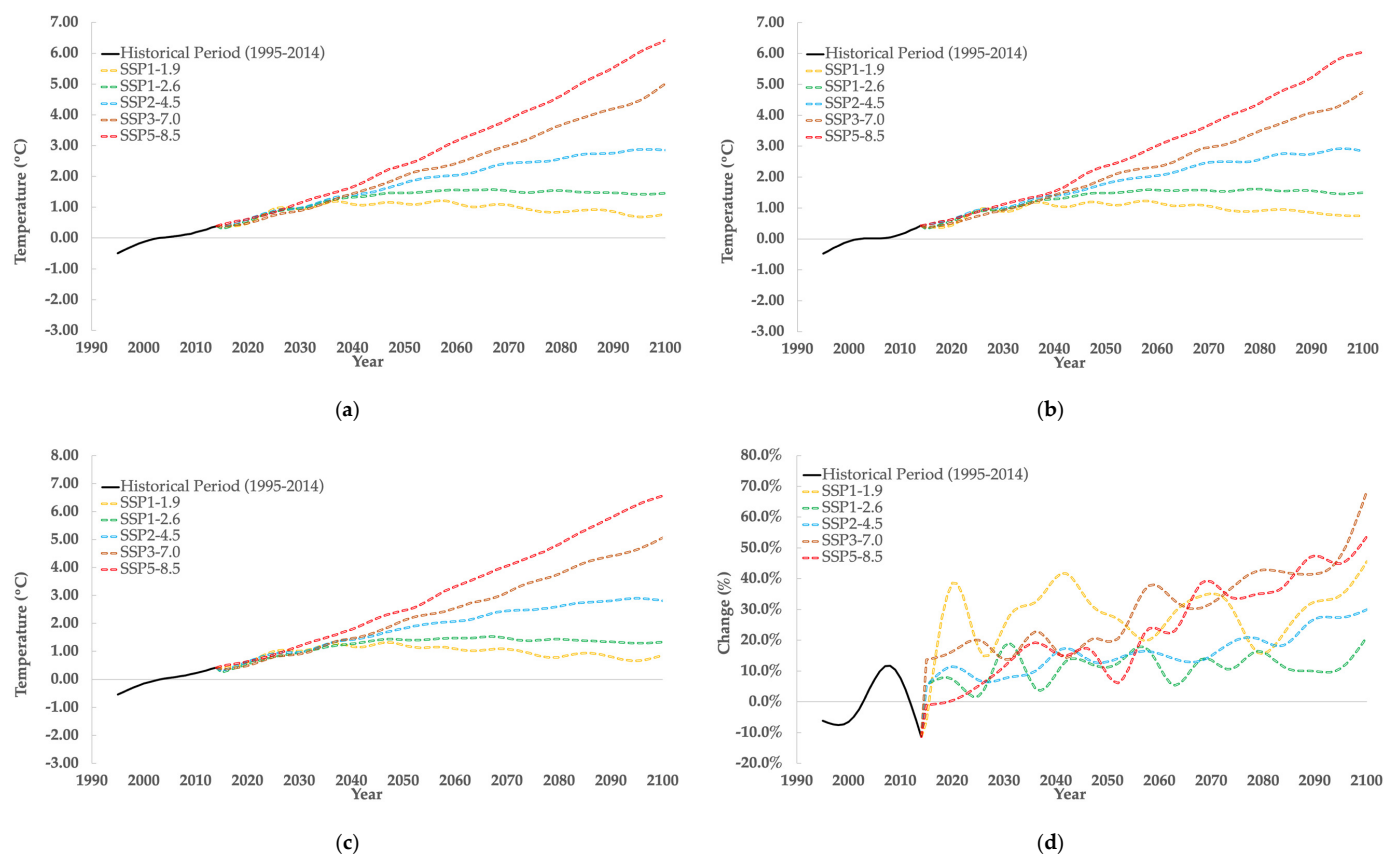 7.00
6.00
5.00
4.00
3.00
2.00
1.00
0.00
-1.00
-2.00
-3.00
Temperature (°C)
Historical Period (1995-2014)
SSP1-1.9
SSP1-2.6
SSP2-4.5
SSP3-7.0
SSP5-8.5
1990 2000 2010 2020 2030 2040 2050 2060 2070 2080 2090 2100
Year
(a)
7.00
6.00
5.00
4.00
3.00
2.00
1.00
0.00
-1.00
-2.00
-3.00
Temperature (°C)
Historical Period (1995-2014)
SSP1-1.9
SSP1-2.6
SSP2-4.5
SSP3-7.0
SSP5-8.5
1990 2000 2010 2020 2030 2040 2050 2060 2070 2080 2090 2100
Year
(b)
8.00
7.00
6.00
5.00
4.00
3.00
2.00
1.00
0.00
-1.00
-2.00
-3.00
Temperature (°C)
Historical Period (1995-2014)
SSP1-1.9
SSP1-2.6
SSP2-4.5
SSP3-7.0
SSP5-8.5
1990 2000 2010 2020 2030 2040 2050 2060 2070 2080 2090 2100
Year
(c)
80.0%
70.0%
60.0%
50.0%
40.0%
30.0%
20.0%
10.0%
0.0%
-10.0%
-20.0%
Change (%)
Historical Period (1995-2014)
SSP1-1.9
SSP1-2.6
SSP2-4.5
SSP3-7.0
SSP5-8.5
1990 2000 2010 2020 2030 2040 2050 2060 2070 2080 2090 2100
Year
(d)